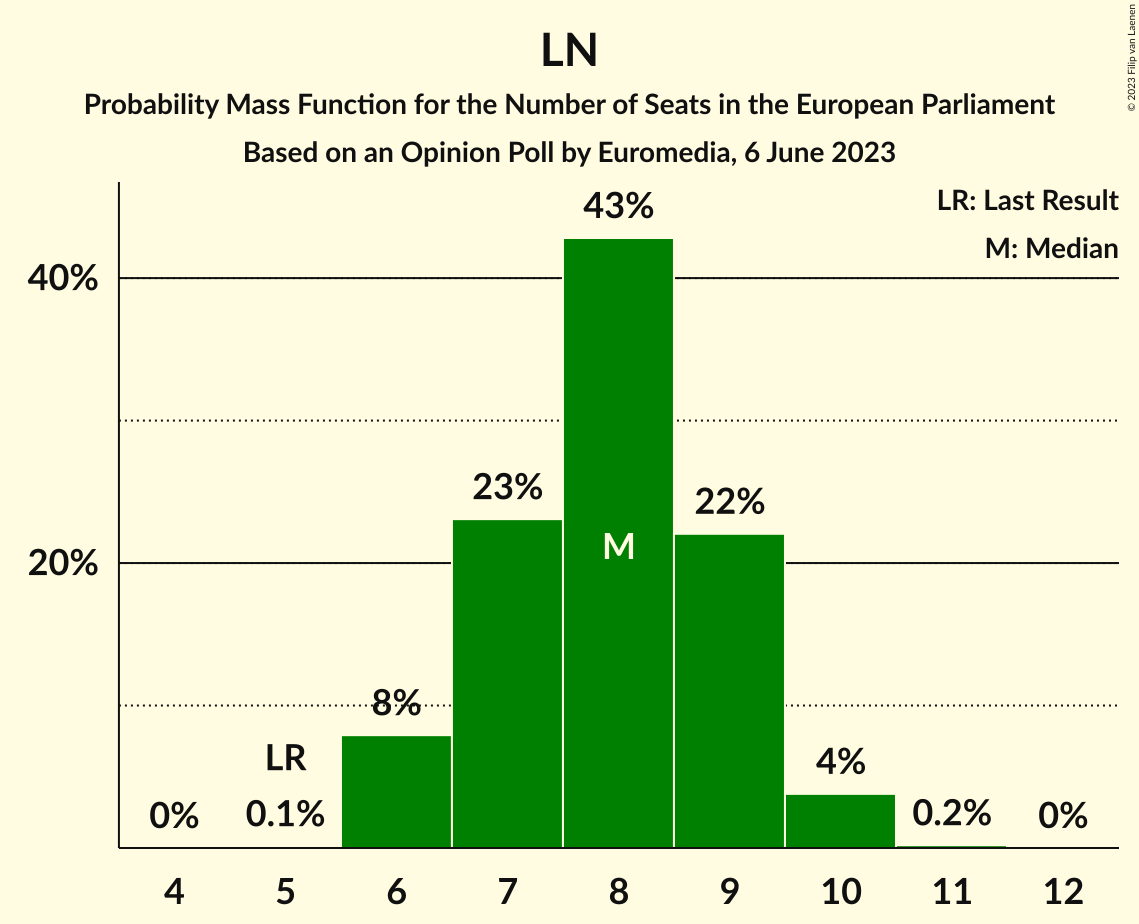 LN
Probability Mass Function for the Number of Seats in the European Parliament
Based on an Opinion Poll by Euromedia, 6 June 2023
© 2023 Filip van Laenen
LR: Last Result
M: Median
43%
40%
23%
22%
M
20%
8%
LR
4%
0%
0.1%
0.2%
0%
4 5 6 7 8 9 10 11 12